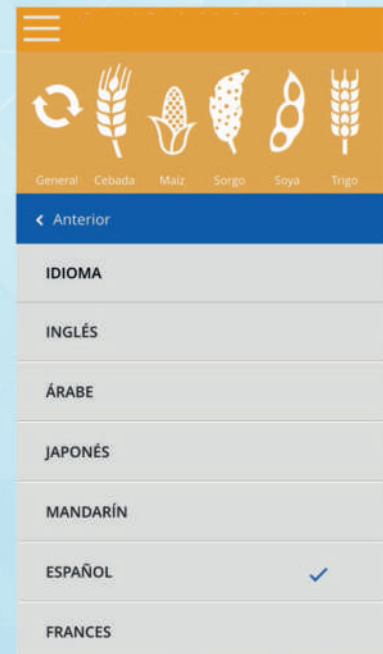 General Cebada Maíz Sorgo Soya Trigo
Anterior
IDIOMA
INGLÉS
ÁRABE
JAPONÉS
MANDARÍN
ESPAÑOL
FRANCES